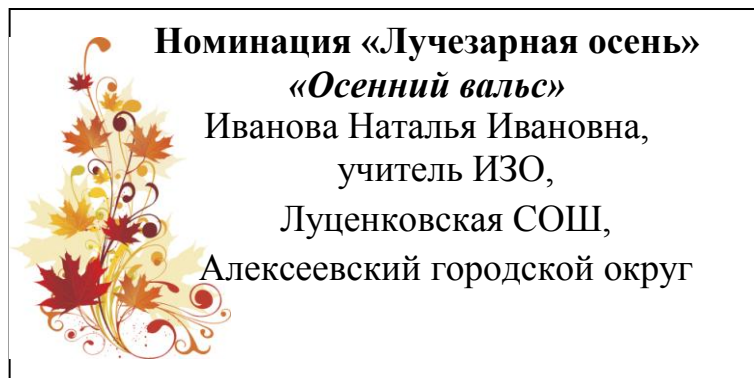 Номинация «Лучезарная осень»
«Осенний вальс»
Иванова Наталья Ивановна,
учитель ИЗО,
Луценковская СОШ,
Алексеевский городской округ